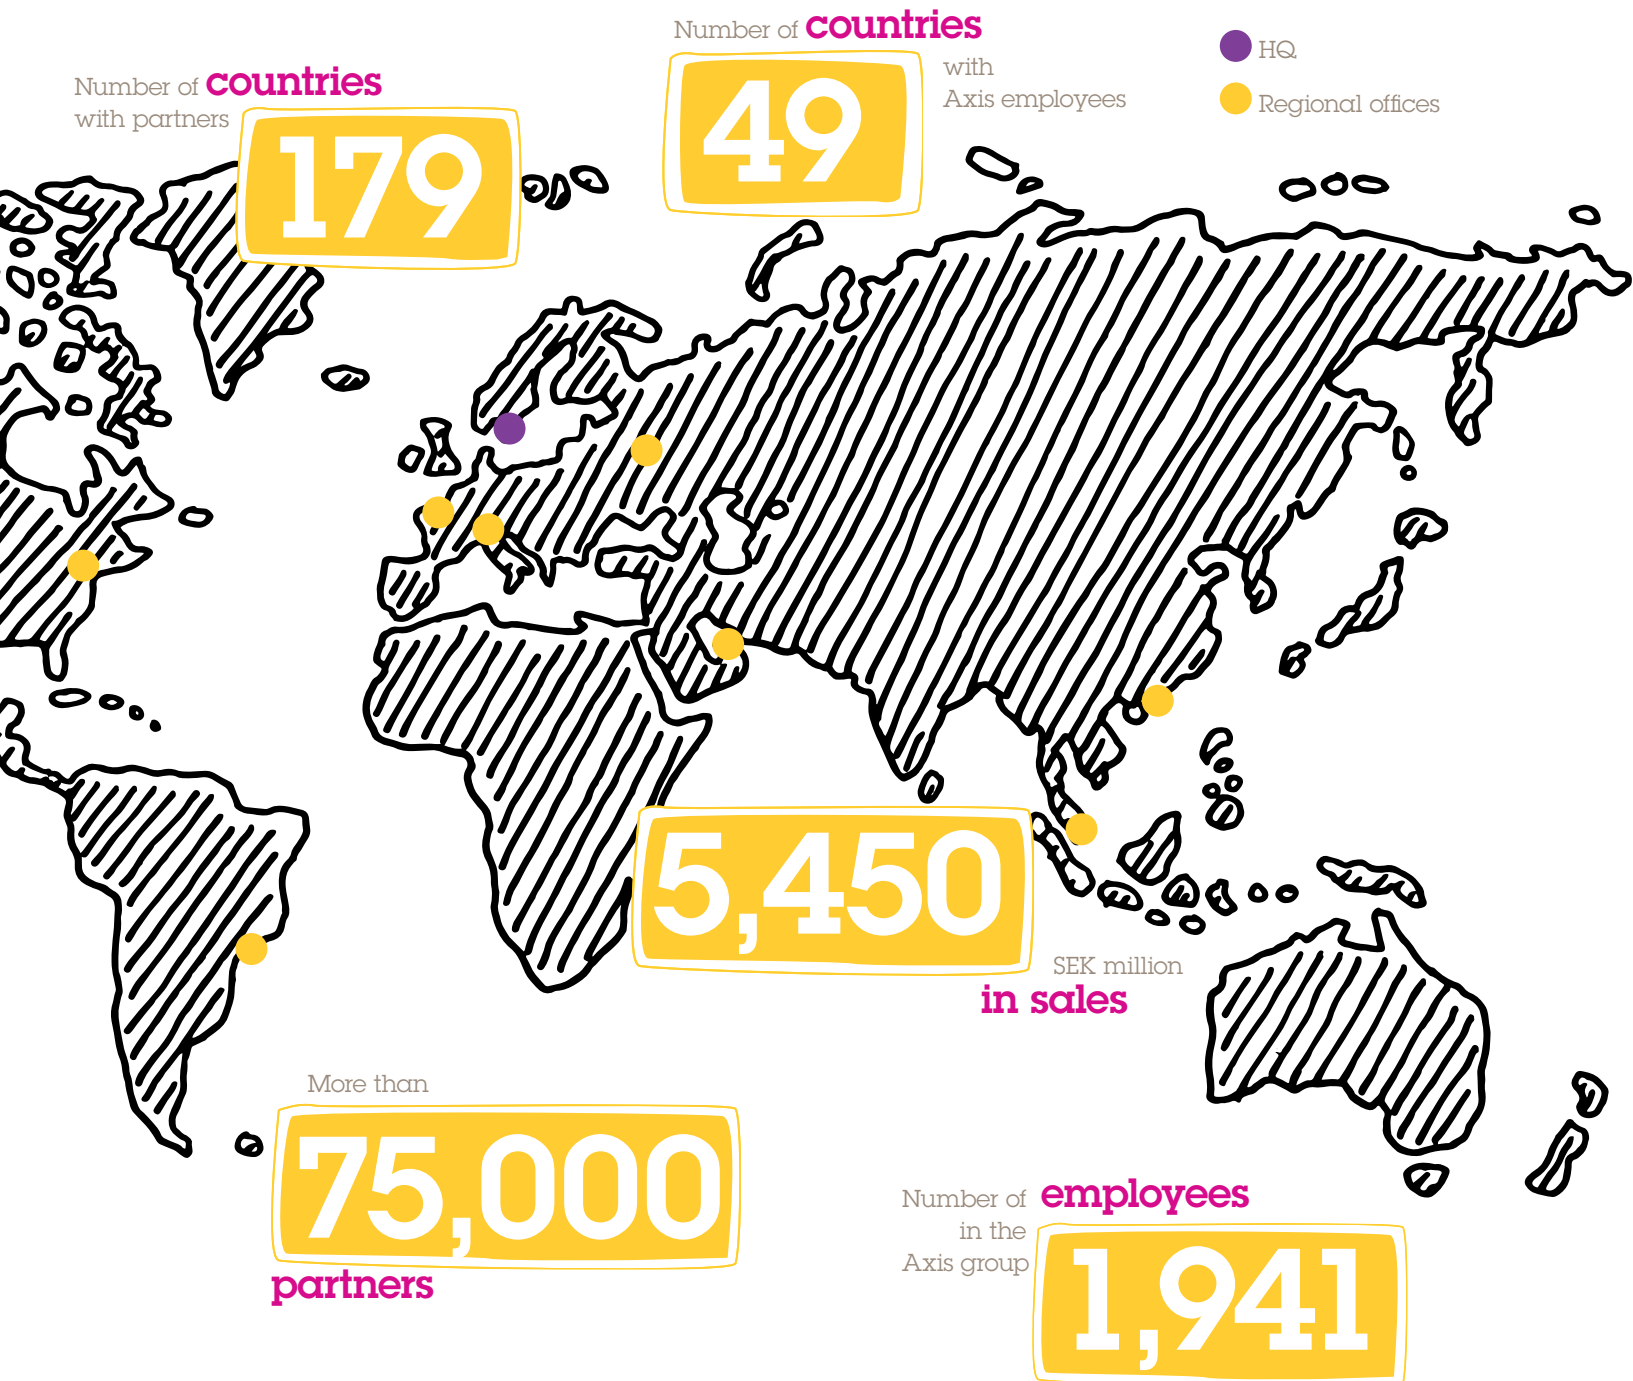 Number of countries
with partners
179
Number of countries
49
with
Axis employees
HQ
Regional offices
5,450
SEK million
in sales
More than
75,000
partners
Number of employees
in the
Axis group
1,941